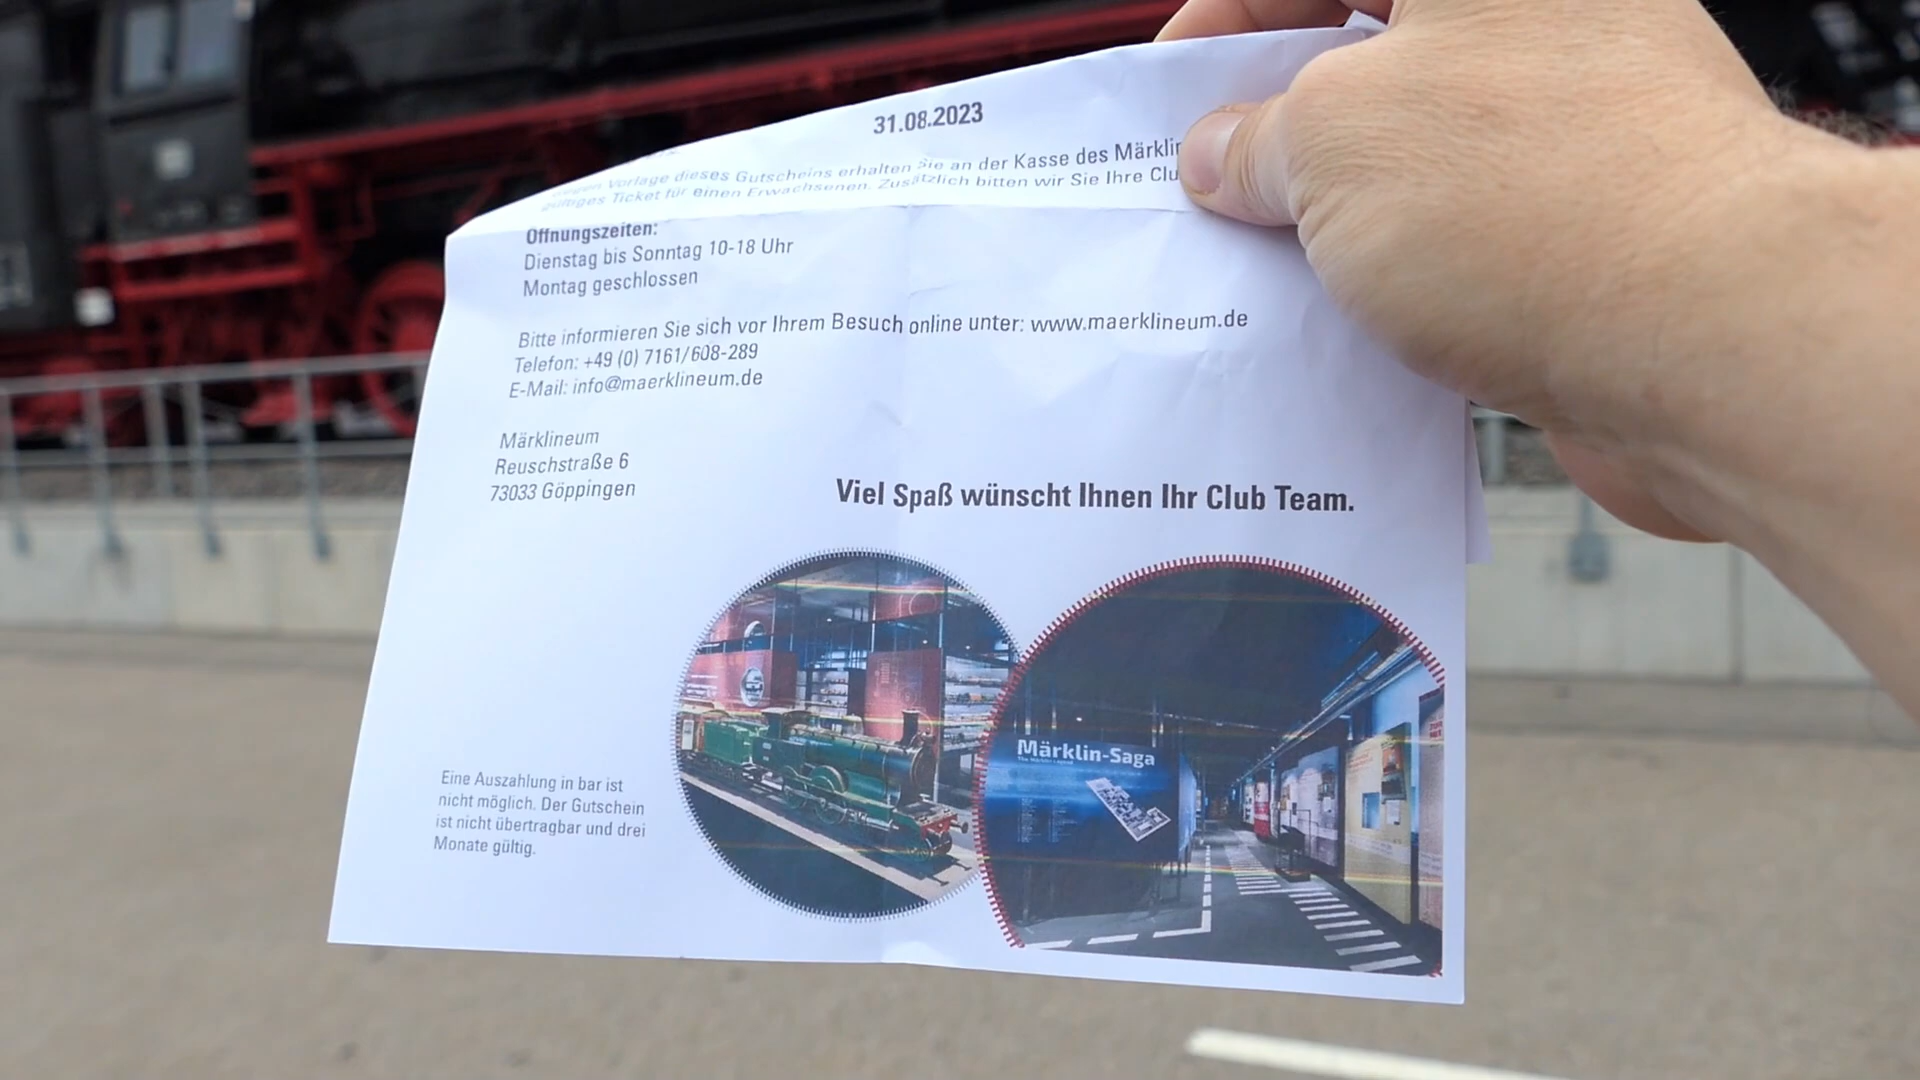 31.08.2023
gegen Vorlage dieses Gutscheins erhalten Sie an der Kasse des Märklin
gültiges Ticket für einen Erwachsenen. Zusätzlich bitten wir Sie Ihre Clu
Öffnungszeiten:
Dienstag bis Sonntag 10-18 Uhr
Montag geschlossen
Bitte informieren Sie sich vor Ihrem Besuch online unter: www.maerklineum.de
Telefon: +49 (0) 7161/608-289
E-Mail: info@maerklineum.de
Märklineum
Reuschstraße 6
73033 Göppingen
Viel Spaß wünscht Ihnen Ihr Club Team.
Märklin-Saga
Eine Auszahlung in bar ist
nicht möglich. Der Gutschein
ist nicht übertragbar und drei
Monate gültig.